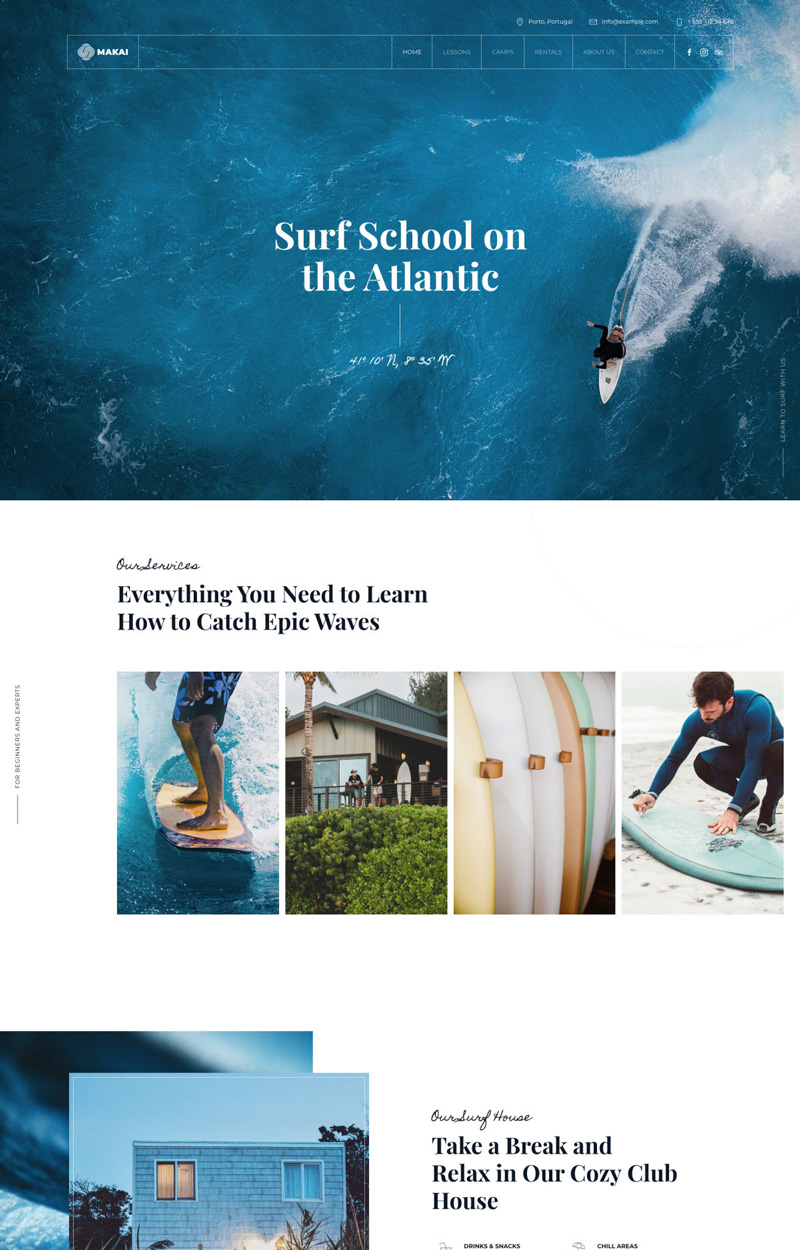 Porto, Portugal info@example.com
MAKAI HOME LESSONS CAMPS RENTALS ABOUT US CONTACT
Surf School on
the Atlantic
41° 10' N, 8° 35' W
LEARN TO SURF WITH US
Our Services
Everything You Need to Learn
How to Catch Epic Waves
FOR BEGINNERS AND EXPERTS
Our Surf House
Take a Break and
Relax in Our Cozy Club
House
DRINKS & SNACKS CHILL AREAS